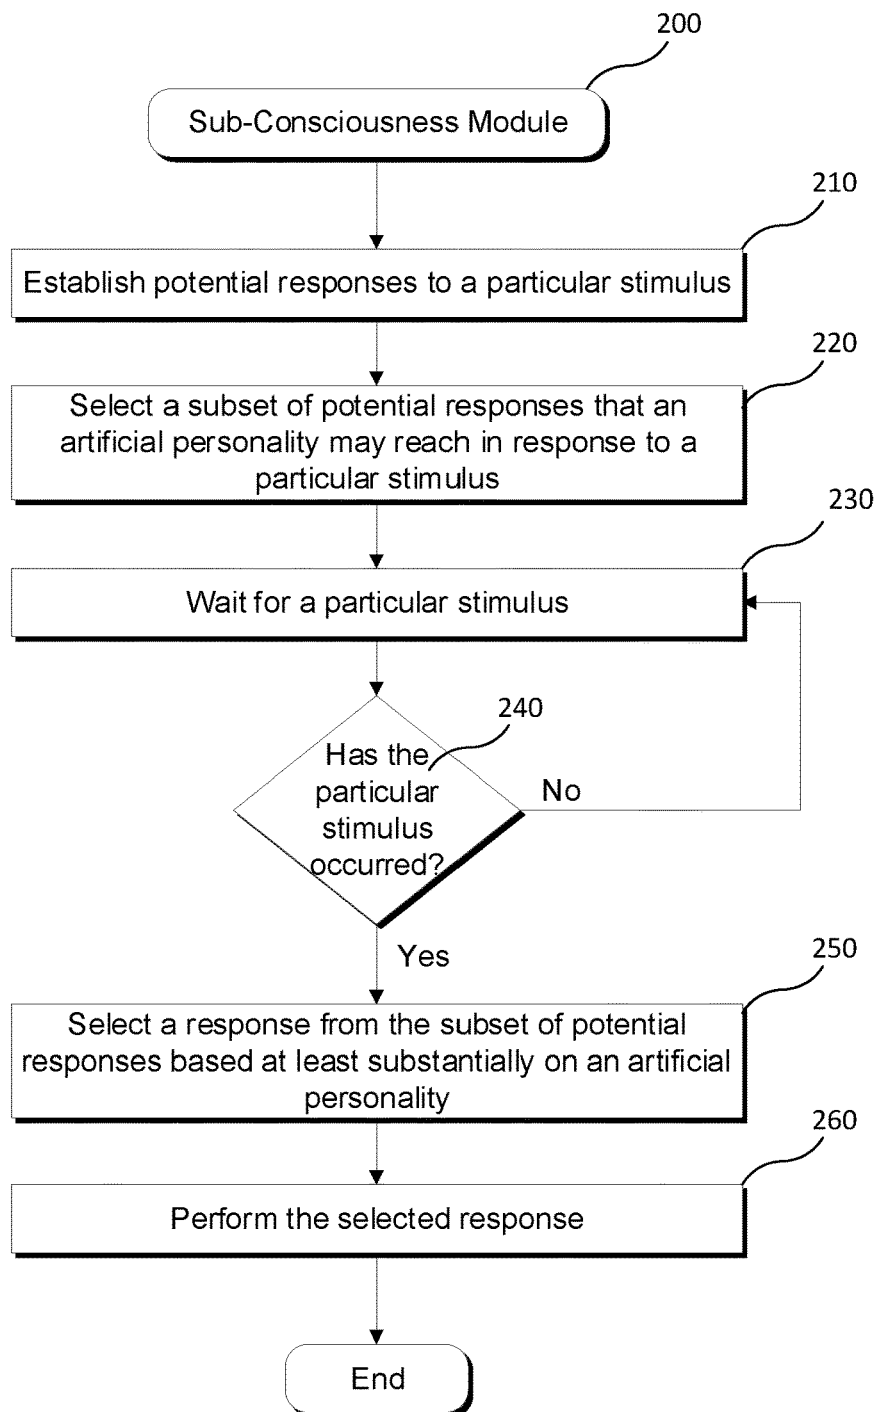 200
Sub-Consciousness Module
210
Establish potential responses to a particular stimulus
220
Select a subset of potential responses that an
artificial personality may reach in response to a
particular stimulus
230
Wait for a particular stimulus
240
Has the
particular
stimulus
occurred?
No
Yes
250
Select a response from the subset of potential
responses based at least substantially on an artificial
personality
260
Perform the selected response
End